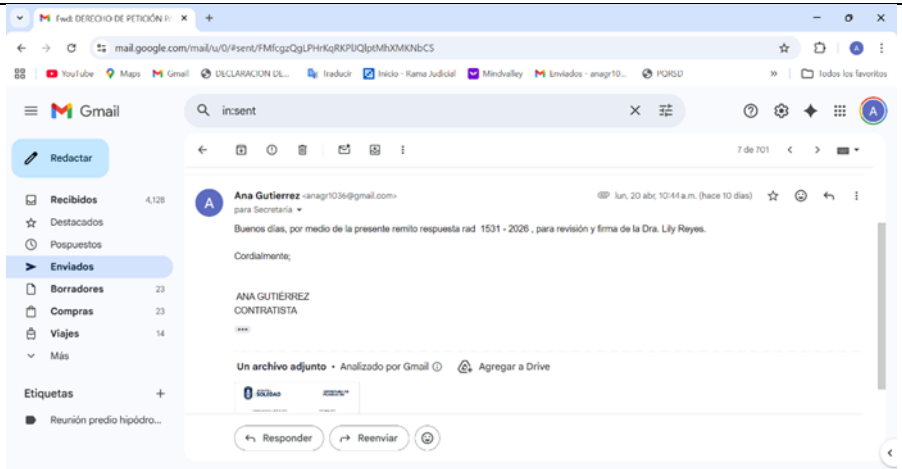 Fwd: DERECHO DE PETICIÓN
mail.google.com/mail/u/0/#sent/FMfcgzQgLPHrKqRKPlJQlptMhXMKNbCS
YouTube Maps Gmail DECLARACION DE... Traducir Inicio - Rama Judicial Mindvalley Enviados - anagr10... PQRSD » Todos los favoritos
Gmail
in:sent
Redactar
7 de 701
Recibidos 4,128
Destacados
Pospuestos
Enviados
Borradores 23
Compras 23
Viajes 14
Más
Etiquetas +
Reunión predio hipódro...
Ana Gutierrez <anagr1036@gmail.com> lun, 20 abr, 10:44 a.m. (hace 10 días)
para Secretaria
Buenos días, por medio de la presente remito respuesta rad 1531 - 2026 , para revisión y firma de la Dra. Lily Reyes.
Cordialmente;
ANA GUTIÉRREZ
CONTRATISTA
Un archivo adjunto • Analizado por Gmail Agregar a Drive
SOLEDAD
Responder Reenviar